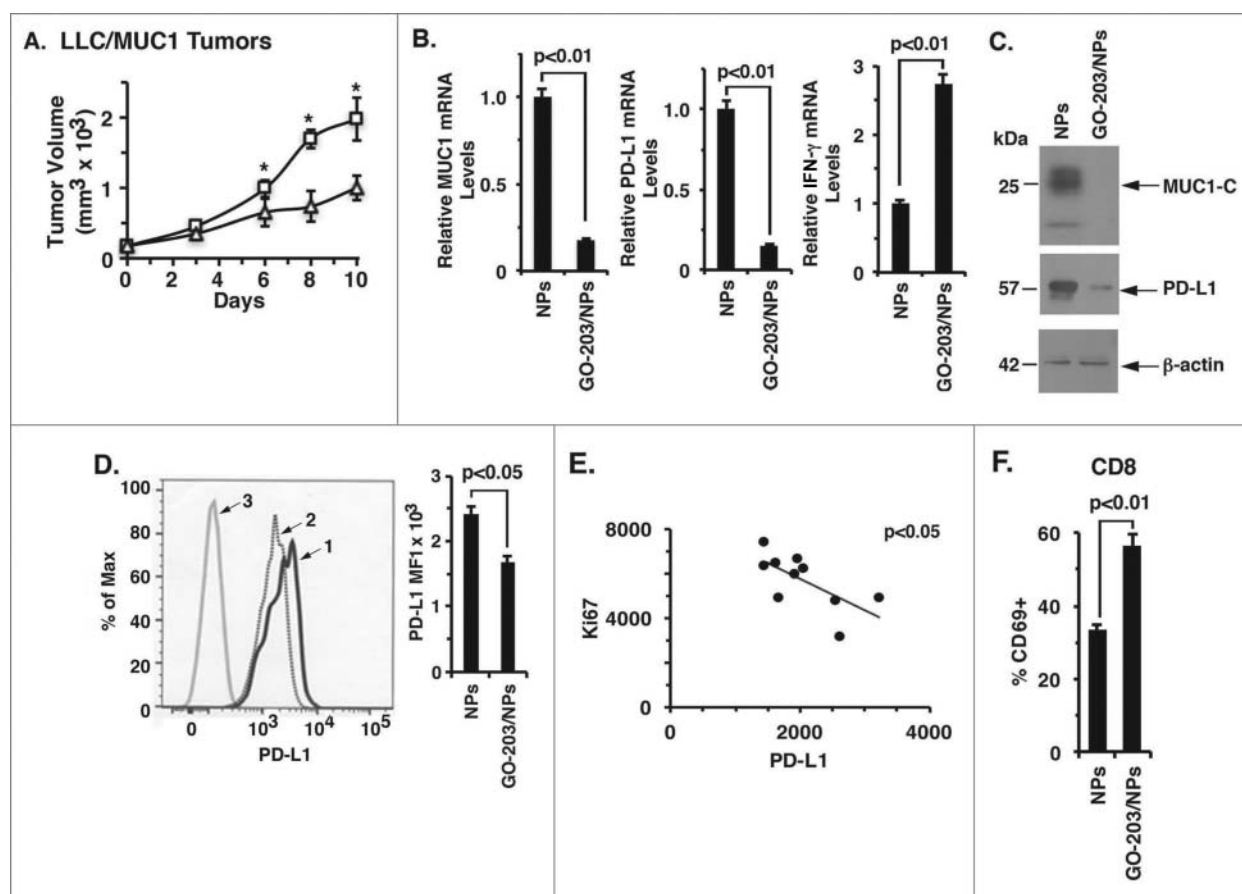 A. LLC/MUC1 Tumors
Tumor Volume
(mm³ x 10³)
2
1
0
* * *
0 2 4 6 8 10
Days
B.
p<0.01
Relative MUC1 mRNA
Levels
1.0
0.5
0
NPs
GO-203/NPs
p<0.01
Relative PD-L1 mRNA
Levels
1.0
0.5
0
NPs
GO-203/NPs
p<0.01
Relative IFN-γ mRNA
Levels
3
2
1
0
NPs
GO-203/NPs
C.
NPs
GO-203/NPs
kDa
25
MUC1-C
57
PD-L1
42
β-actin
D.
% of Max
100
80
60
40
20
0
3
2
1
0 10³ 10⁴ 10⁵
PD-L1
p<0.05
PD-L1 MF1 x 10³
3
2
1
0
NPs
GO-203/NPs
E.
p<0.05
Ki67
8000
4000
0
0 2000 4000
PD-L1
F.
CD8
p<0.01
% CD69+
60
40
20
0
NPs
GO-203/NPs